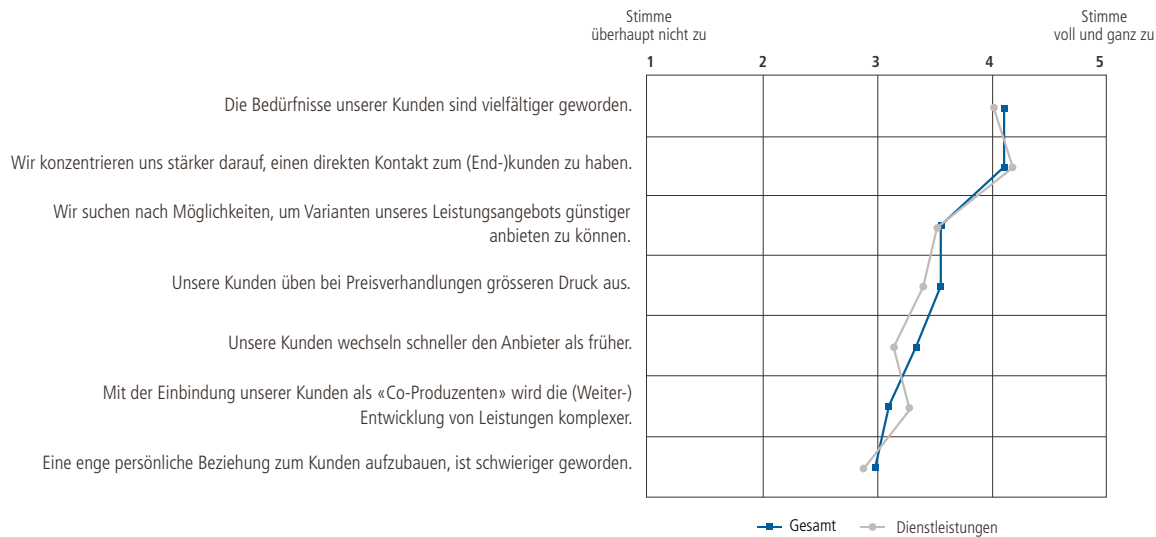 Stimme
überhaupt nicht zu
Stimme
voll und ganz zu
1 2 3 4 5
Die Bedürfnisse unserer Kunden sind vielfältiger geworden.
Wir konzentrieren uns stärker darauf, einen direkten Kontakt zum (End-)kunden zu haben.
Wir suchen nach Möglichkeiten, um Varianten unseres Leistungsangebots günstiger
anbieten zu können.
Unsere Kunden üben bei Preisverhandlungen grösseren Druck aus.
Unsere Kunden wechseln schneller den Anbieter als früher.
Mit der Einbindung unserer Kunden als «Co-Produzenten» wird die (Weiter-)
Entwicklung von Leistungen komplexer.
Eine enge persönliche Beziehung zum Kunden aufzubauen, ist schwieriger geworden.
Gesamt Dienstleistungen